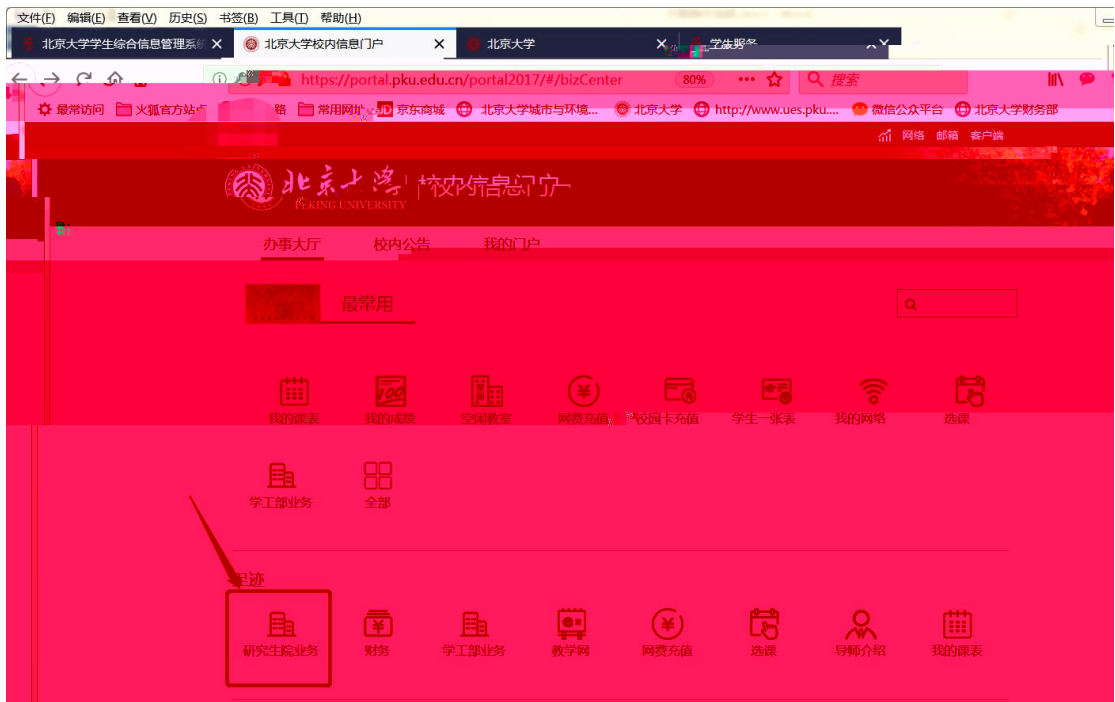 文件(F) 编辑(E) 查看(V) 历史(S) 书签(B) 工具(T) 帮助(H)
北京大学学生综合信息管理系统 北京大学校内信息门户 北京大学
https://portal.pku.edu.cn/portal2017/#/bizCenter 80% 搜索
最常访问 火狐官方站点 常用网址 京东商城 北京大学城市与环境... 北京大学 http://www.ues.pku.... 微信公众平台 北京大学财务部
网络 邮箱 客户端
北京大学 校内信息门户
PEKING UNIVERSITY
办事大厅 校内公告 我的门户
最常用
我的课表 我的成绩 空闲教室 网费充值 校园卡充值 学生一张表 我的网络 选课
学工部业务 全部
足迹
研究生院业务 财务 学工部业务 教学网 网费充值 选课 导师介绍 我的课表